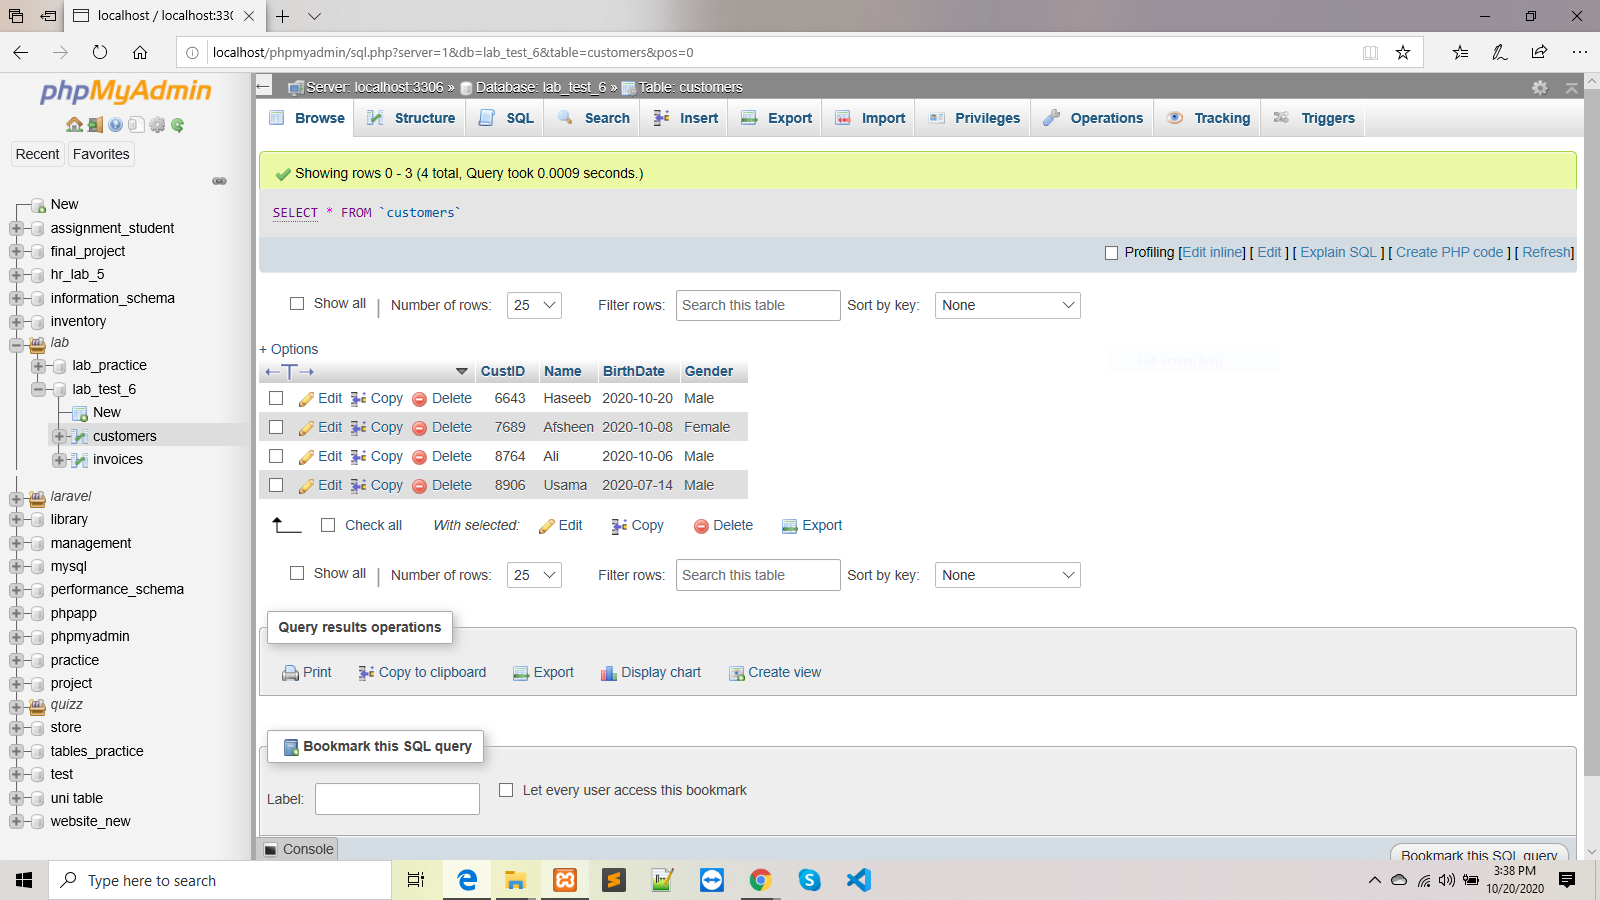 localhost / localhost:330
localhost/phpmyadmin/sql.php?server=1&db=lab_test_6&table=customers&pos=0
phpMyAdmin
Recent Favorites
New
assignment_student
final_project
hr_lab_5
information_schema
inventory
lab
lab_practice
lab_test_6
New
customers
invoices
laravel
library
management
mysql
performance_schema
phpapp
phpmyadmin
practice
project
quizz
store
tables_practice
test
uni table
website_new
Server: localhost:3306 » Database: lab_test_6 » Table: customers
Browse Structure SQL Search Insert Export Import Privileges Operations Tracking Triggers
Showing rows 0 - 3 (4 total, Query took 0.0009 seconds.)
SELECT * FROM `customers`
Profiling [Edit inline] [ Edit ] [ Explain SQL ] [ Create PHP code ] [ Refresh]
Show all | Number of rows: 25 Filter rows: Search this table Sort by key: None
+ Options
Full-screen Snip
←T→ CustID Name BirthDate Gender
Edit Copy Delete 6643 Haseeb 2020-10-20 Male
Edit Copy Delete 7689 Afsheen 2020-10-08 Female
Edit Copy Delete 8764 Ali 2020-10-06 Male
Edit Copy Delete 8906 Usama 2020-07-14 Male
Check all With selected: Edit Copy Delete Export
Show all | Number of rows: 25 Filter rows: Search this table Sort by key: None
Query results operations
Print Copy to clipboard Export Display chart Create view
Bookmark this SQL query
Label: Let every user access this bookmark
Console
Bookmark this SQL query
Type here to search
3:38 PM
10/20/2020